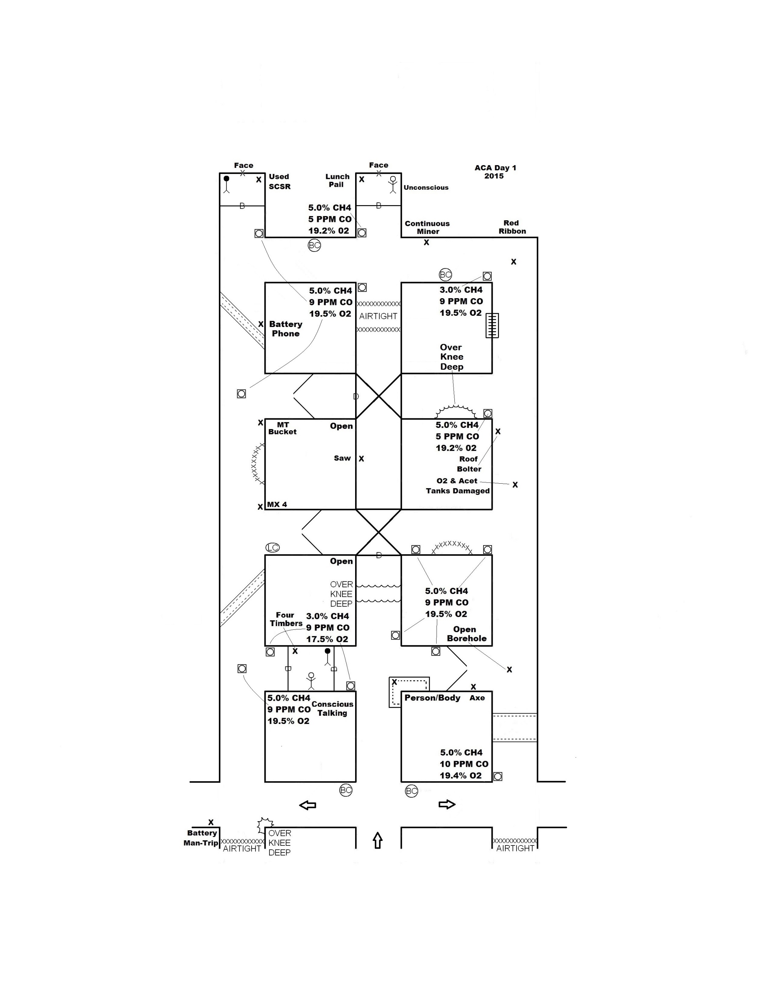 Face
Face
ACA Day 1
2015
Used
SCSR
Lunch
Pail
Unconscious
B
B
5.0% CH4
5 PPM CO
19.2% 02
Continuous
Miner
Red
Ribbon
X
X
X
X
BC
X
X
BC
5.0% CH4
9 PPM CO
19.5% O2
XXXXXXXXXXXX
AIRTIGHT
XXXXXXXXXXXX
3.0% CH4
9 PPM CO
19.5% O2
X
Battery
Phone
Over
Knee
Deep
D
X
MT
Bucket
Open
5.0% CH4
5 PPM CO
19.2% 02
X
Saw
X
Roof
Bolter
O2 & Acet
Tanks Damaged
X
X
MX 4
LC
Open
D
OVER
KNEE
DEEP
5.0% CH4
9 PPM CO
19.5% O2
Four
Timbers
3.0% CH4
9 PPM CO
17.5% O2
Open
Borehole
X
B
B
X
X
X
5.0% CH4
9 PPM CO
19.5% O2
Conscious
Talking
Person/Body
Axe
5.0% CH4
10 PPM CO
19.4% O2
BC
BC
X
Battery
Man-Trip
XXXXXXXXXXX
AIRTIGHT
OVER
KNEE
DEEP
XXXXXXXXXXX
AIRTIGHT